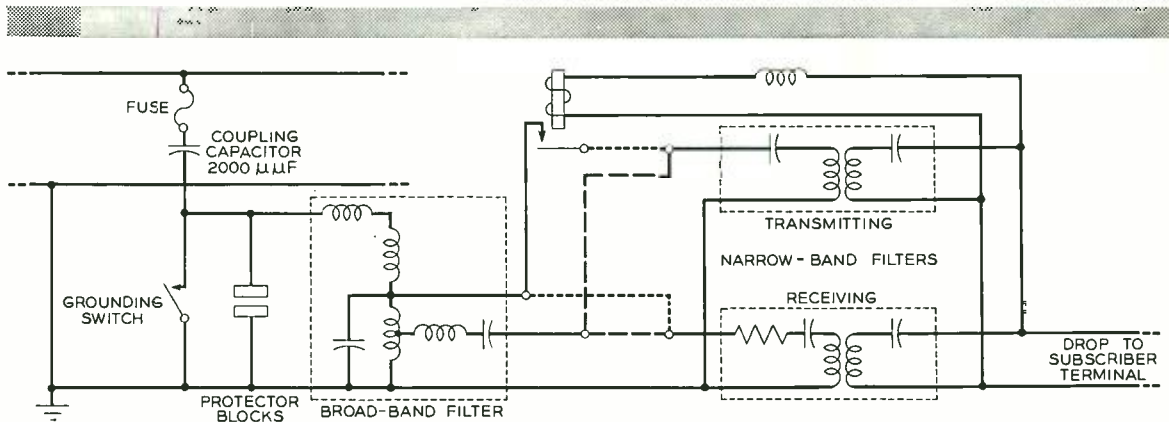 FUSE
COUPLING
CAPACITOR
2000 μμF
GROUNDING
SWITCH
PROTECTOR
BLOCKS
BROAD-BAND FILTER
TRANSMITTING
NARROW-BAND FILTERS
RECEIVING
DROP TO
SUBSCRIBER
TERMINAL